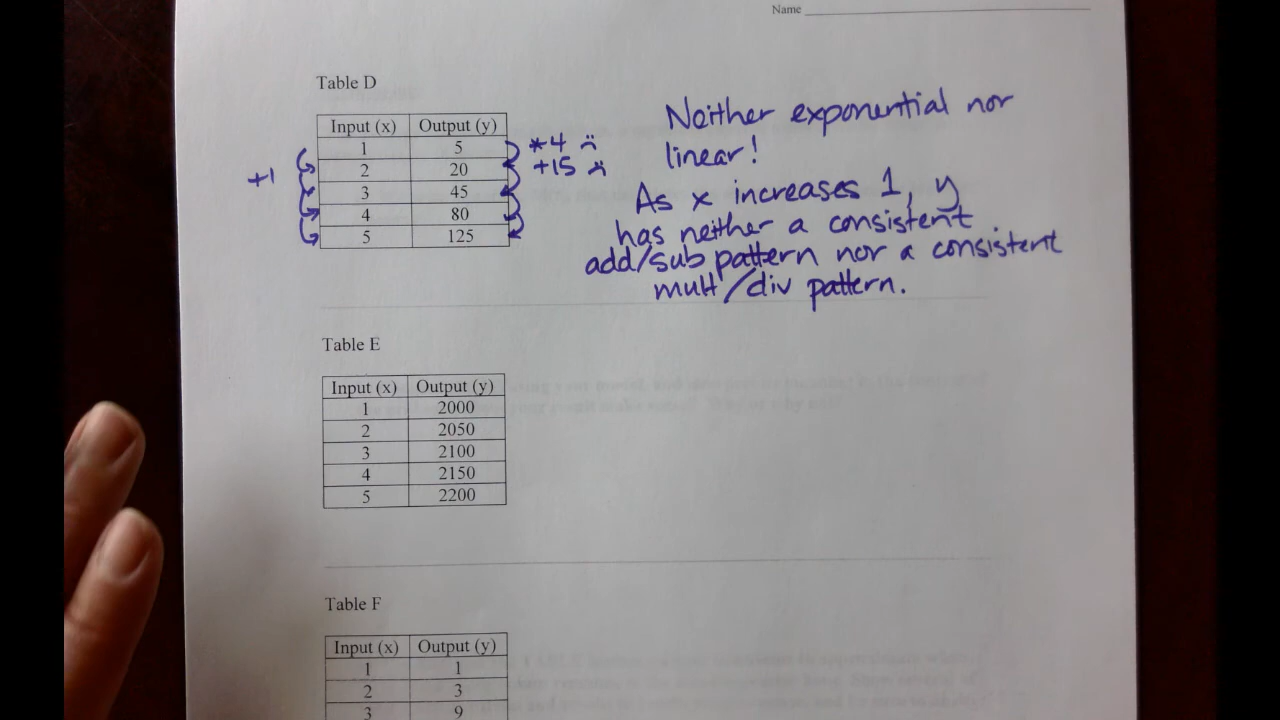 Name
Table D
Input (x) Output (y)
1 5
2 20
3 45
4 80
5 125
+1
*4
+15
Neither exponential nor
linear!
As x increases 1, y
has neither a consistent
add/sub pattern nor a consistent
mult/div pattern.
Table E
Input (x) Output (y)
1 2000
2 2050
3 2100
4 2150
5 2200
Table F
Input (x) Output (y)
1 1
2 3
3 9